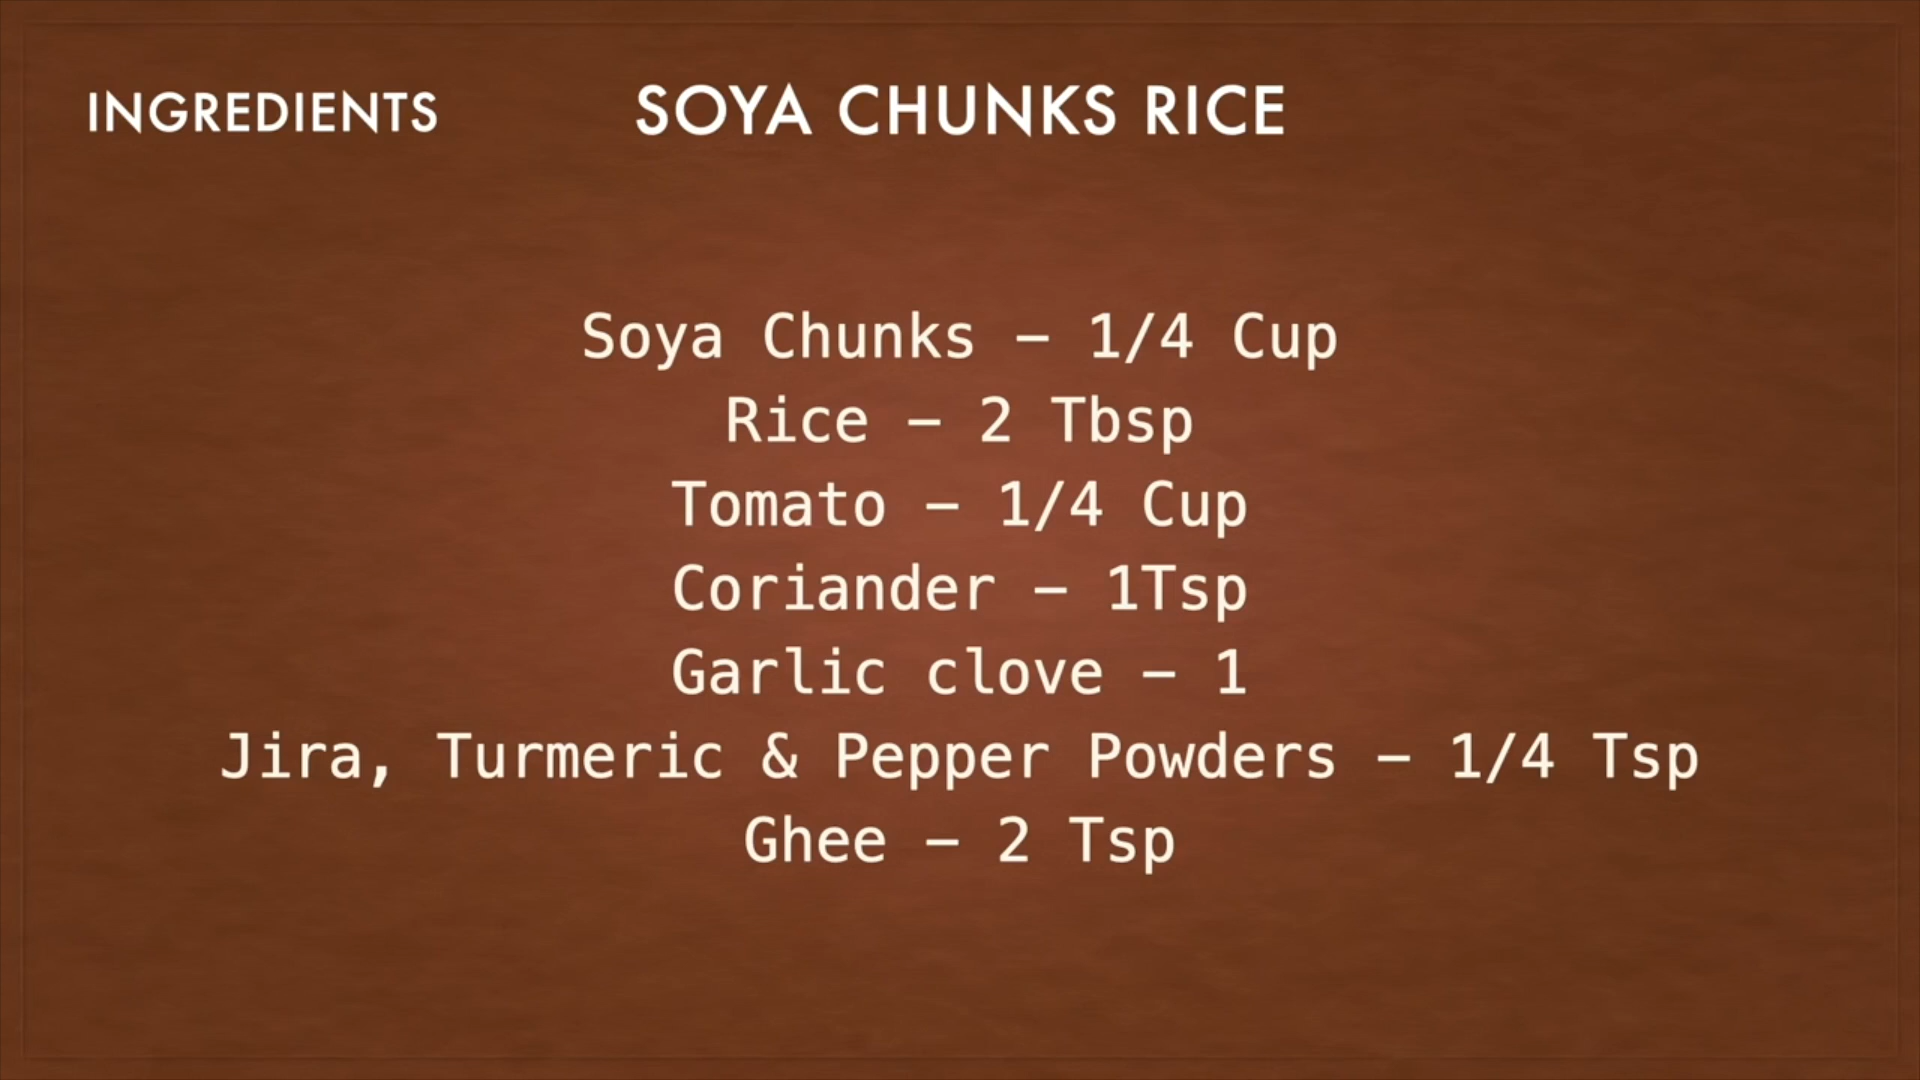 INGREDIENTS
SOYA CHUNKS RICE
Soya Chunks – 1/4 Cup
Rice – 2 Tbsp
Tomato – 1/4 Cup
Coriander – 1Tsp
Garlic clove – 1
Jira, Turmeric & Pepper Powders – 1/4 Tsp
Ghee – 2 Tsp